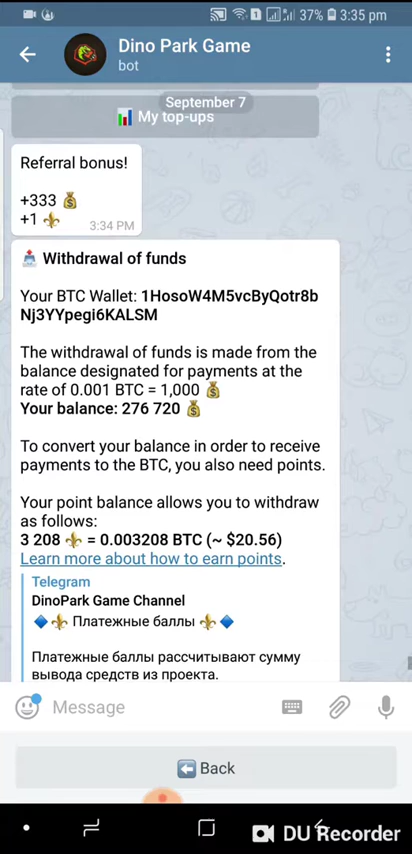 37% 3:35 pm
Dino Park Game
bot
September 7
My top-ups
Referral bonus!
+333
+1 3:34 PM
Withdrawal of funds
Your BTC Wallet: 1HosoW4M5vcByQotr8b
Nj3YYpegi6KALSM
The withdrawal of funds is made from the
balance designated for payments at the
rate of 0.001 BTC = 1,000 💰
Your balance: 276 720 💰
To convert your balance in order to receive
payments to the BTC, you also need points.
Your point balance allows you to withdraw
as follows:
3 208 ⚜ = 0.003208 BTC (~ $20.56)
Learn more about how to earn points.
Telegram
DinoPark Game Channel
🔷 Платежные баллы ⚜ 🔷
Платежные баллы рассчитывают сумму
вывода средств из проекта.
Message
Back
DU Recorder